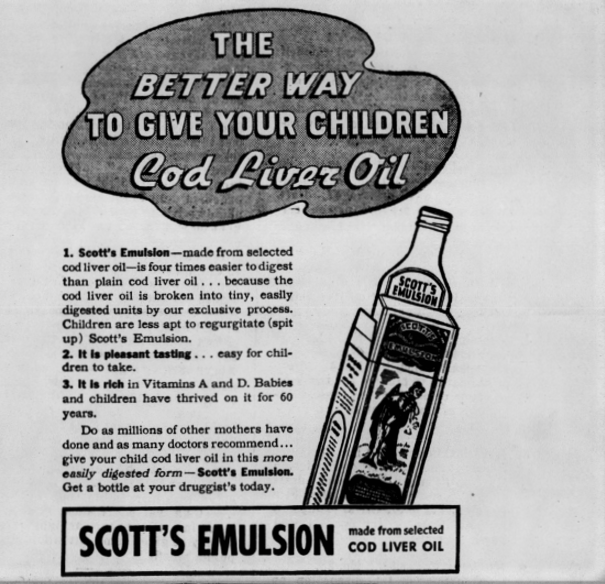 THE
BETTER WAY
TO GIVE YOUR CHILDREN
Cod Liver Oil
1. Scott's Emulsion—made from selected
cod liver oil—is four times easier to digest
than plain cod liver oil . . . because the
cod liver oil is broken into tiny, easily
digested units by our exclusive process.
Children are less apt to regurgitate (spit
up) Scott's Emulsion.
2. It is pleasant tasting . . . easy for chil-
dren to take.
3. It is rich in Vitamins A and D. Babies
and children have thrived on it for 60
years.
Do as millions of other mothers have
done and as many doctors recommend...
give your child cod liver oil in this more
easily digested form—Scott's Emulsion.
Get a bottle at your druggist's today.
SCOTT'S
EMULSION
SCOTT'S
EMULSION
SCOTT'S EMULSION
made from selected
COD LIVER OIL